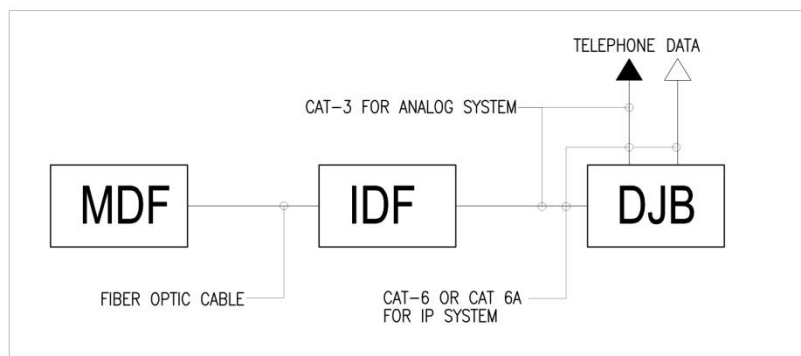 TELEPHONE DATA
CAT-3 FOR ANALOG SYSTEM
MDF
IDF
DJB
FIBER OPTIC CABLE
CAT-6 OR CAT 6A
FOR IP SYSTEM